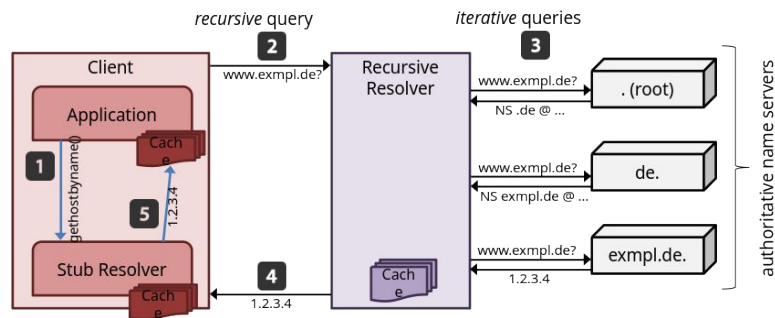 recursive query
iterative queries
2
3
Client
www.exmpl.de?
Recursive
Resolver
www.exmpl.de?
. (root)
NS .de @ ...
Application
Cach
e
1
gethostbyname()
5
1.2.3.4
www.exmpl.de?
de.
NS exmpl.de @ ...
Stub Resolver
Cach
e
4
1.2.3.4
Cach
e
www.exmpl.de?
exmpl.de.
1.2.3.4
authoritative name servers